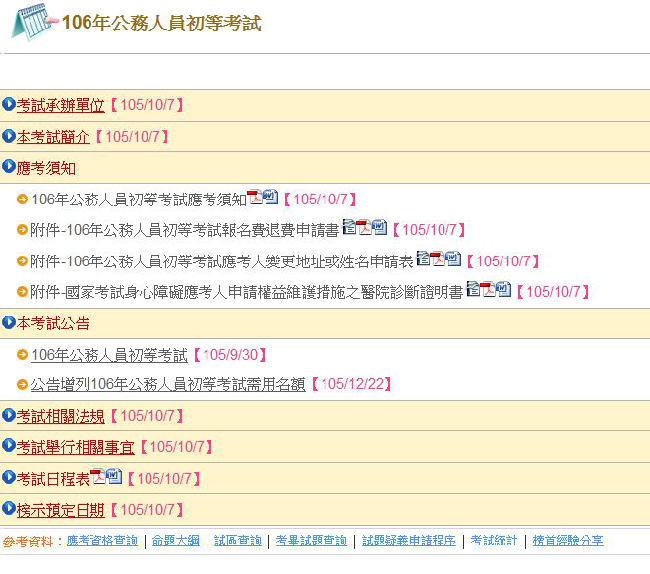 106年公務人員初等考試
考試承辦單位【105/10/7】
本考試簡介【105/10/7】
應考須知
106年公務人員初等考試應考須知【105/10/7】
附件-106年公務人員初等考試報名費退費申請書【105/10/7】
附件-106年公務人員初等考試應考人變更地址或姓名申請表【105/10/7】
附件-國家考試身心障礙應考人申請權益維護措施之醫院診斷證明書【105/10/7】
本考試公告
106年公務人員初等考試【105/9/30】
公告增列106年公務人員初等考試需用名額【105/12/22】
考試相關法規【105/10/7】
考試舉行相關事宜【105/10/7】
考試日程表【105/10/7】
榜示預定日期【105/10/7】
參考資料：應考資格查詢 | 命題大綱 | 試區查詢 | 考畢試題查詢 | 試題疑義申請程序 | 考試統計 | 榜首經驗分享